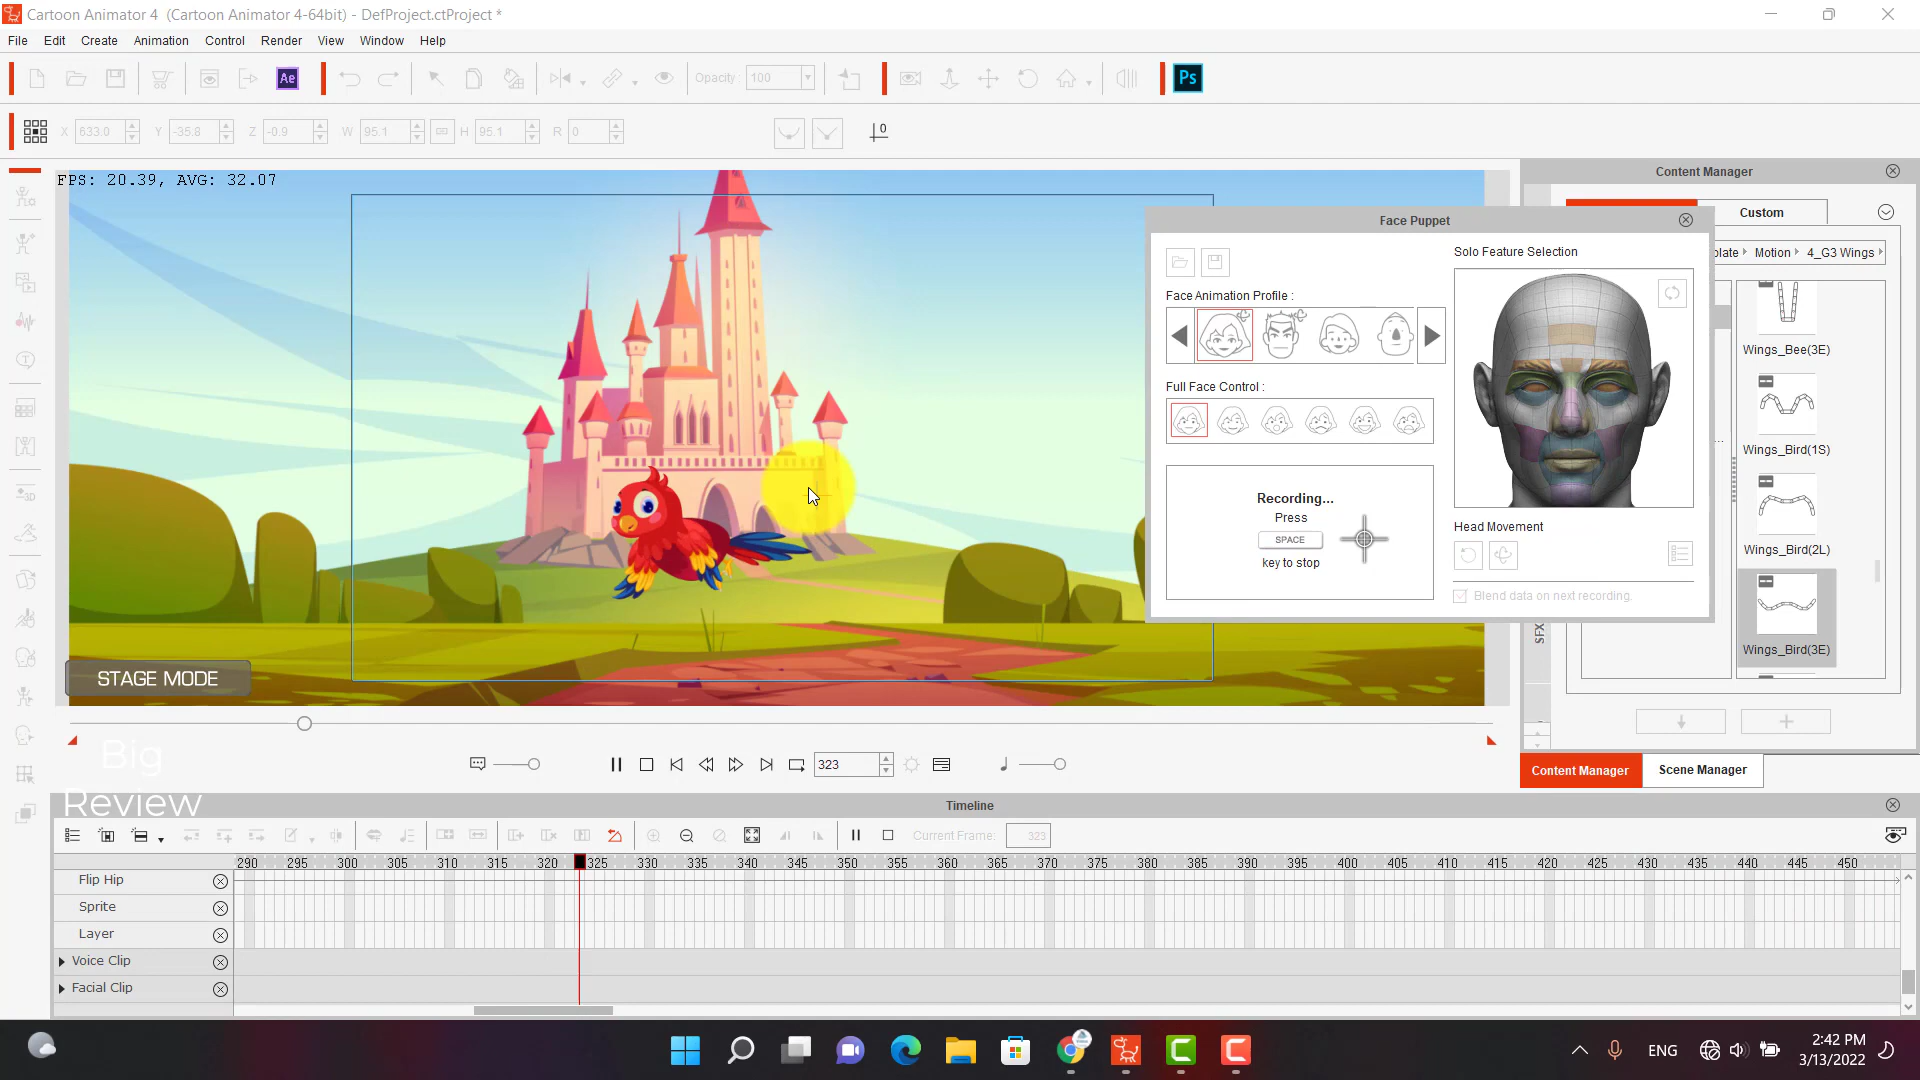 Cartoon Animator 4  (Cartoon Animator 4-64bit) - DefProject.ctProject *
File Edit Create Animation Control Render View Window Help
Ae Opacity : 100 Ps
X 633.0 Y -35.8 Z -0.9 W 95.1 H 95.1 R 0 0
FPS: 20.39, AVG: 32.07
Content Manager
Custom
Face Puppet
Solo Feature Selection
Motion 4_G3 Wings
Face Animation Profile :
Wings_Bee(3E)
Full Face Control :
Wings_Bird(1S)
Recording...
Press
SPACE
key to stop
Head Movement
Wings_Bird(2L)
Blend data on next recording.
SFX
Wings_Bird(3E)
STAGE MODE
Big
Review
323
Content Manager Scene Manager
Timeline
Current Frame: 323
290 295 300 305 310 315 320 325 330 335 340 345 350 355 360 365 370 375 380 385 390 395 400 405 410 415 420 425 430 435 440 445 450
Flip Hip
Sprite
Layer
Voice Clip
Facial Clip
ENG
2:42 PM
3/13/2022